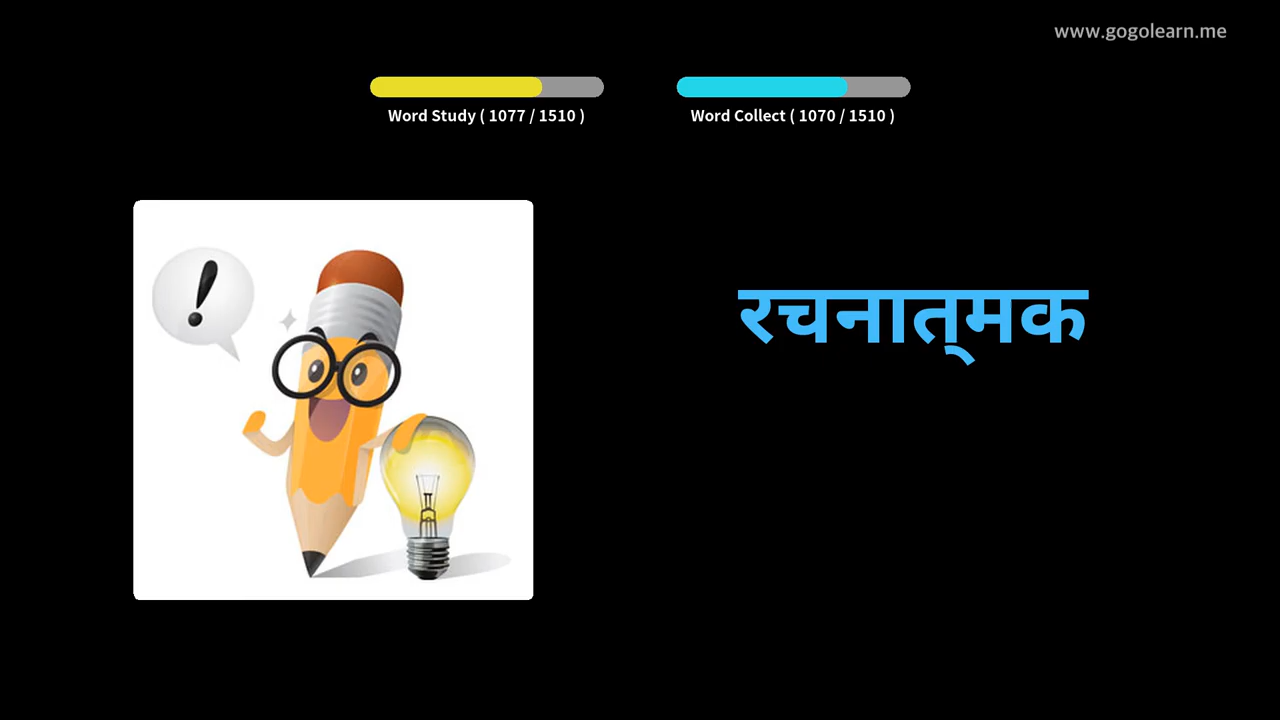 www.gogolearn.me
Word Study ( 1077 / 1510 )
Word Collect ( 1070 / 1510 )
!
रचनात्मक